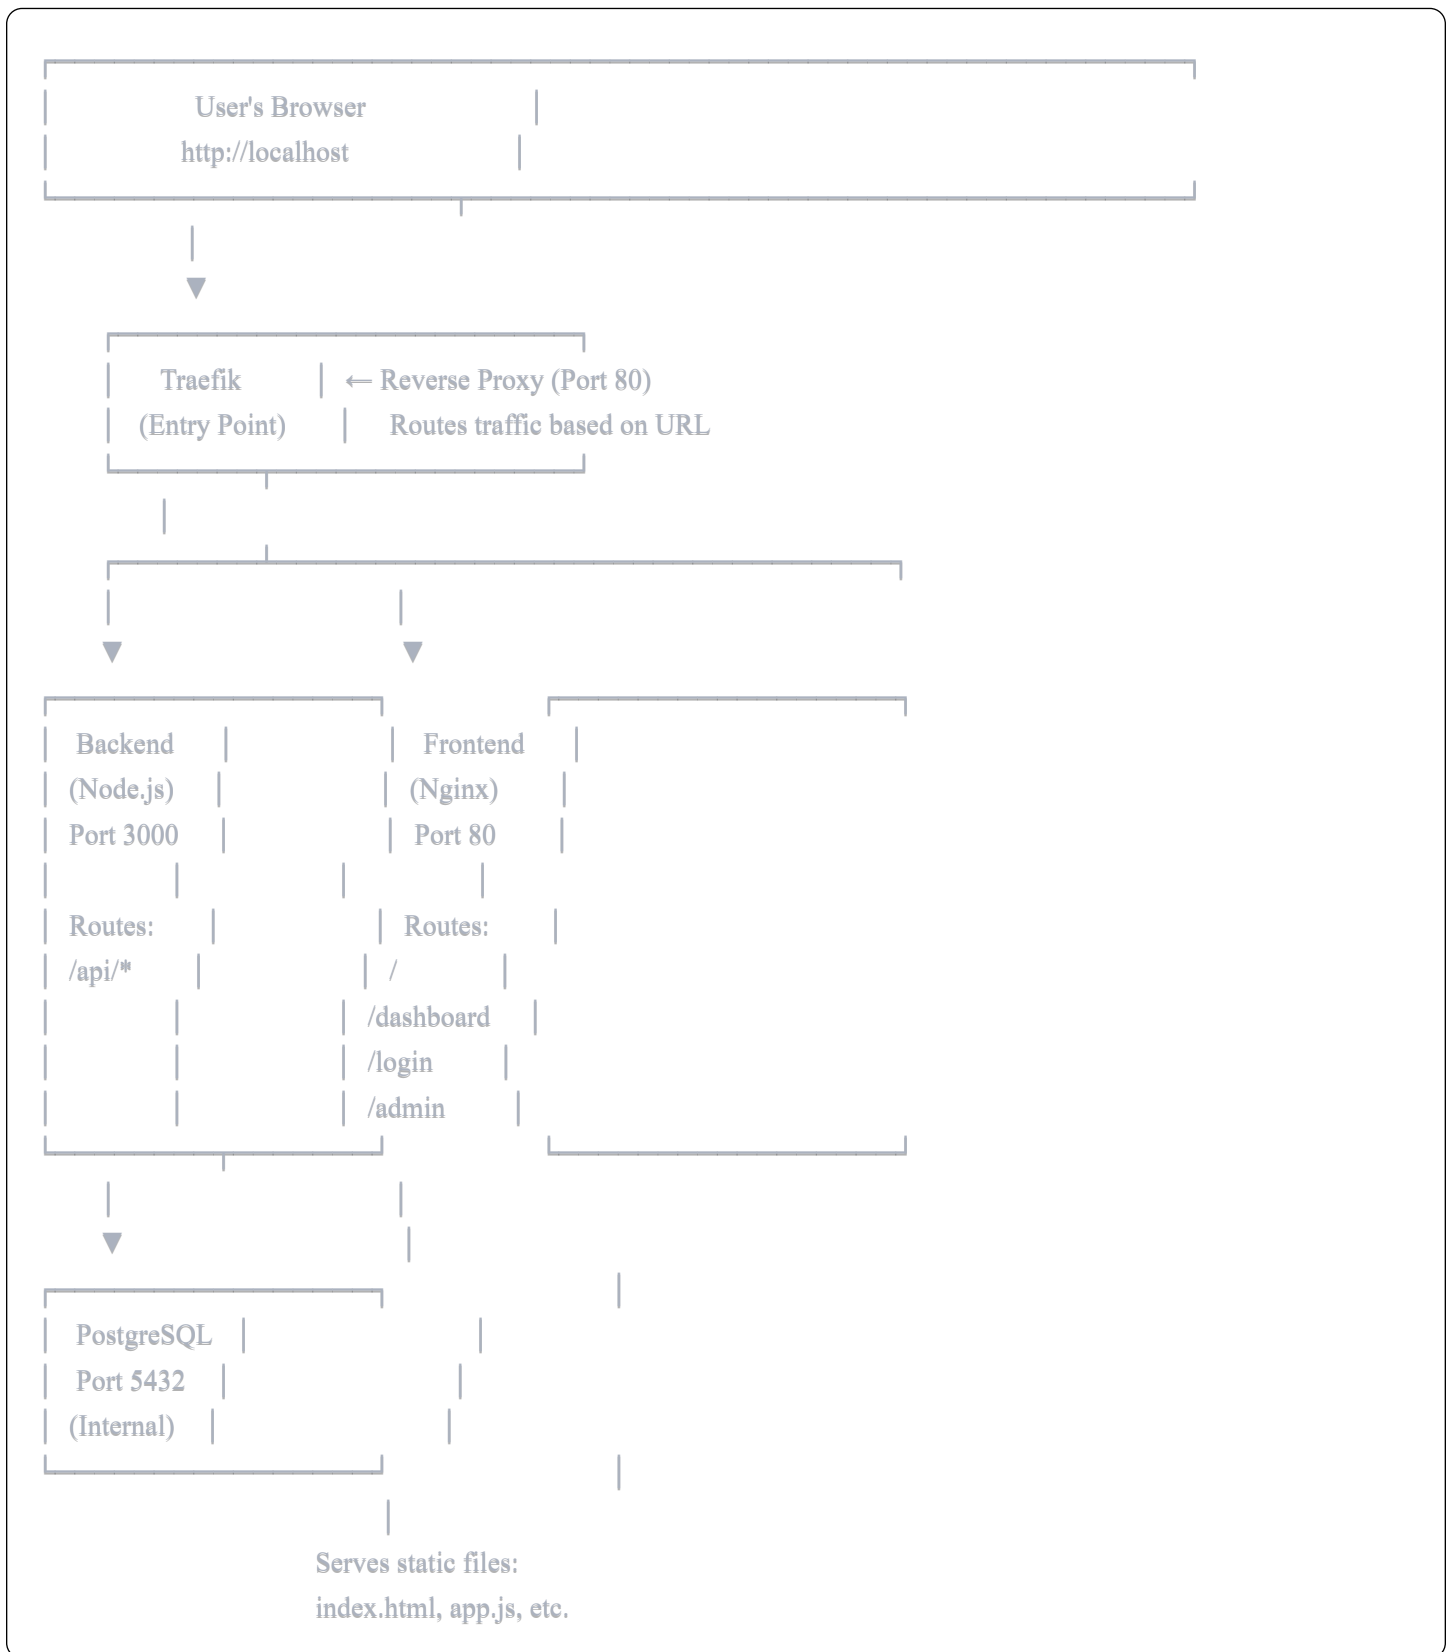 User's Browser
http://localhost
▼
Traefik ← Reverse Proxy (Port 80)
(Entry Point) Routes traffic based on URL
▼ ▼
Backend Frontend
(Node.js) (Nginx)
Port 3000 Port 80
Routes: Routes:
/api/* /
/dashboard
/login
/admin
▼
PostgreSQL
Port 5432
(Internal)
Serves static files:
index.html, app.js, etc.